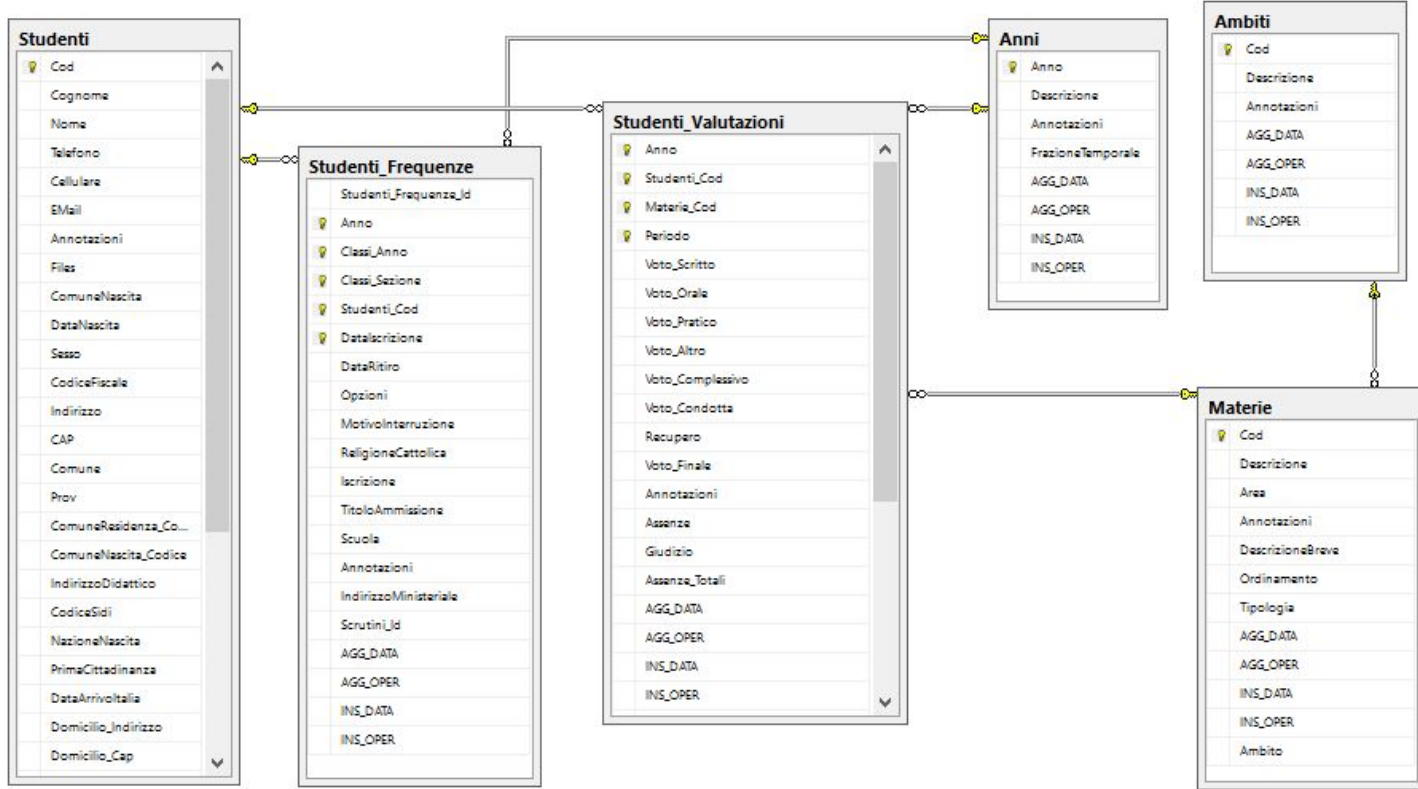 Studenti
Cod
Cognome
Nome
Telefono
Cellulare
EMail
Annotazioni
Files
ComuneNascita
DataNascita
Sesso
CodiceFiscale
Indirizzo
CAP
Comune
Prov
ComuneResidenza_Co...
ComuneNascita_Codice
IndirizzoDidattico
CodiceSidi
NazioneNascita
PrimaCittadinanza
DataArrivoItalia
Domicilio_Indirizzo
Domicilio_Cap
Studenti_Frequenze
Studenti_Frequenze_Id
Anno
Classi_Anno
Classi_Sezione
Studenti_Cod
DataIscrizione
DataRitiro
Opzioni
MotivoInterruzione
ReligioneCattolica
Iscrizione
TitoloAmmissione
Scuola
Annotazioni
IndirizzoMinisteriale
Scrutini_Id
AGG_DATA
AGG_OPER
INS_DATA
INS_OPER
Studenti_Valutazioni
Anno
Studenti_Cod
Materie_Cod
Periodo
Voto_Scritto
Voto_Orale
Voto_Pratico
Voto_Altro
Voto_Complessivo
Voto_Condotta
Recupero
Voto_Finale
Annotazioni
Assenze
Giudizio
Assenze_Totali
AGG_DATA
AGG_OPER
INS_DATA
INS_OPER
Anni
Anno
Descrizione
Annotazioni
FrazioneTemporale
AGG_DATA
AGG_OPER
INS_DATA
INS_OPER
Ambiti
Cod
Descrizione
Annotazioni
AGG_DATA
AGG_OPER
INS_DATA
INS_OPER
Materie
Cod
Descrizione
Area
Annotazioni
DescrizioneBreve
Ordinamento
Tipologia
AGG_DATA
AGG_OPER
INS_DATA
INS_OPER
Ambito